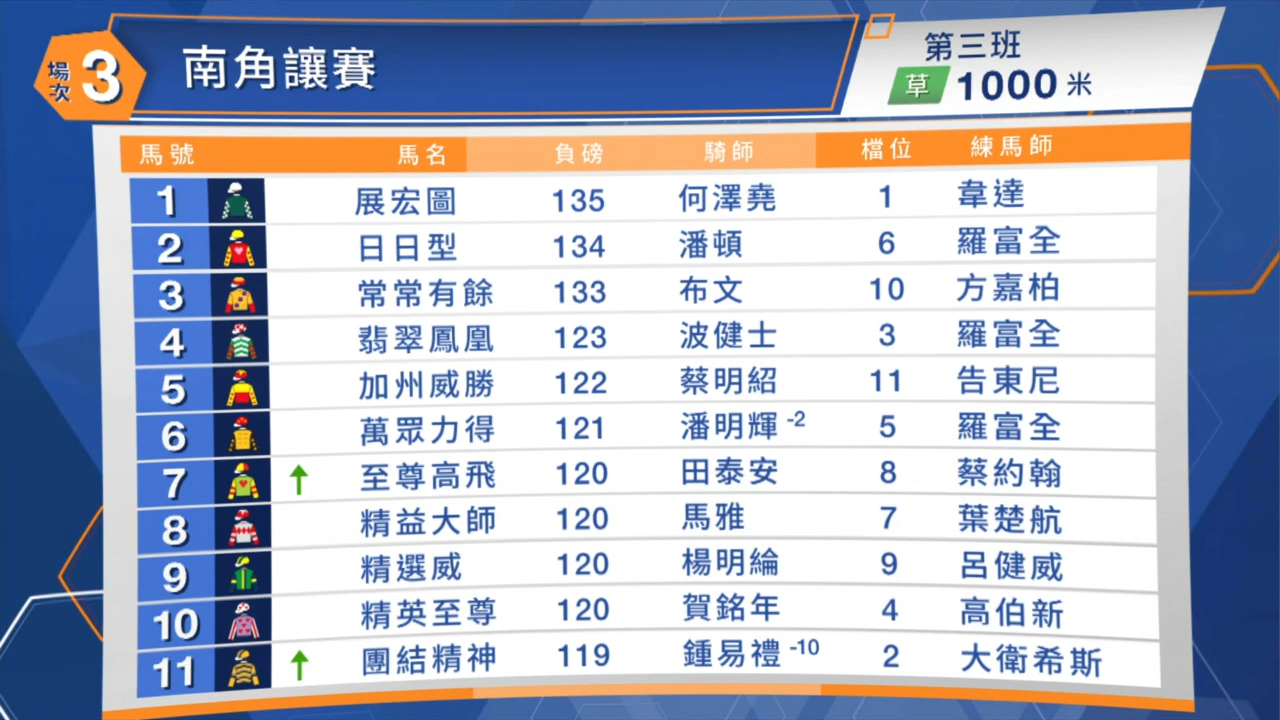 場次 3 南角讓賽 第三班
草 1000 米
馬號 馬名 負磅 騎師 檔位 練馬師
1 展宏圖 135 何澤堯 1 韋達
2 日日型 134 潘頓 6 羅富全
3 常常有餘 133 布文 10 方嘉柏
4 翡翠鳳凰 123 波健士 3 羅富全
5 加州威勝 122 蔡明紹 11 告東尼
6 萬眾力得 121 潘明輝 -2 5 羅富全
7 ↑ 至尊高飛 120 田泰安 8 蔡約翰
8 精益大師 120 馬雅 7 葉楚航
9 精選威 120 楊明綸 9 呂健威
10 精英至尊 120 賀銘年 4 高伯新
11 ↑ 團結精神 119 鍾易禮 -10 2 大衛希斯